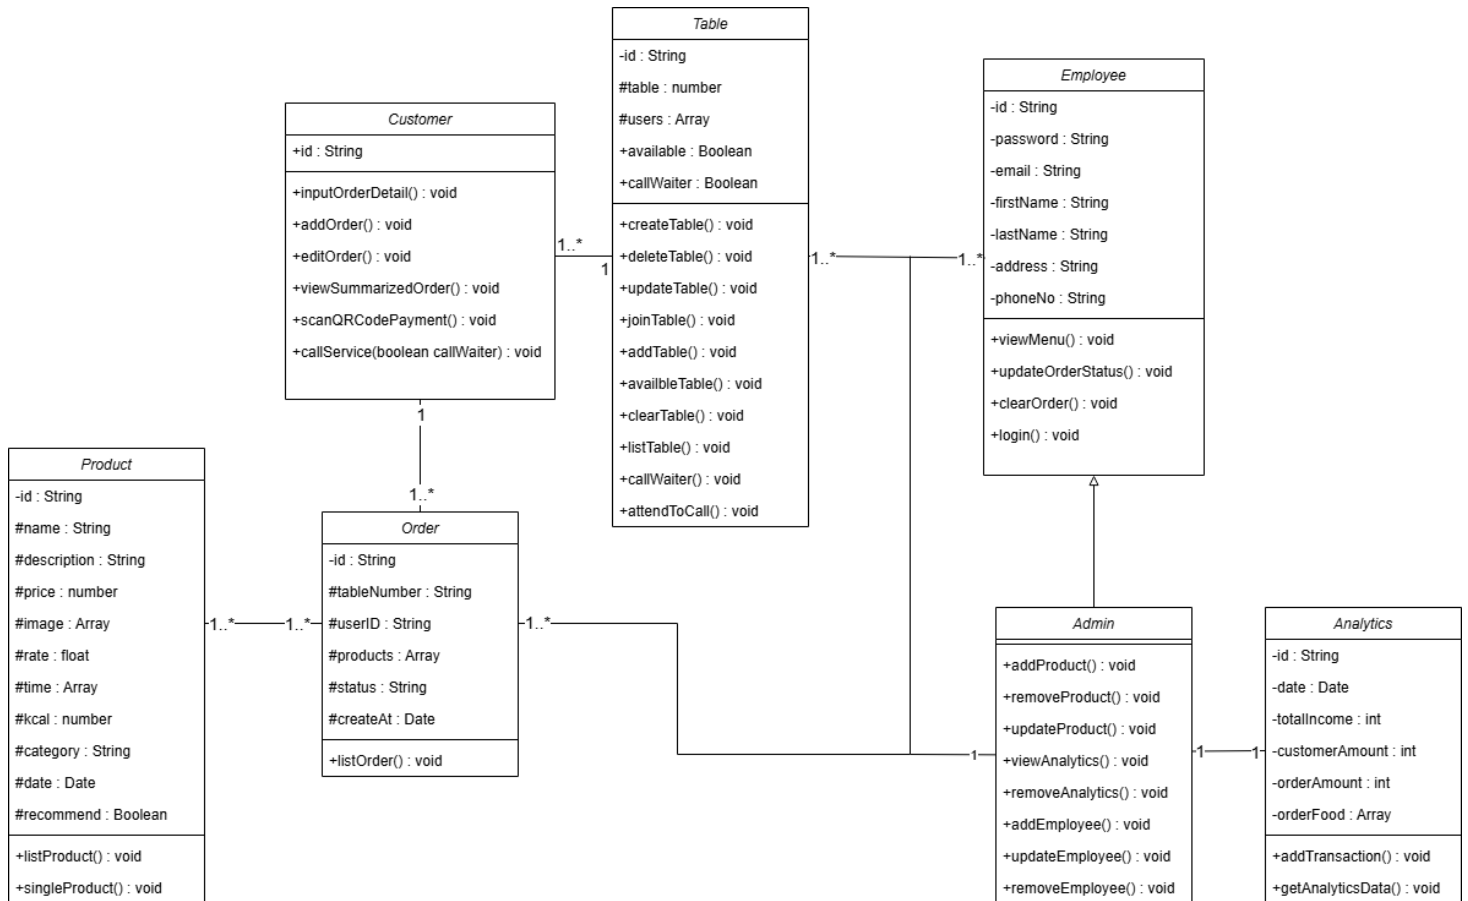 Table
-id : String
#table : number
#users : Array
+available : Boolean
+callWaiter : Boolean
+createTable() : void
+deleteTable() : void
+updateTable() : void
+joinTable() : void
+addTable() : void
+availbleTable() : void
+clearTable() : void
+listTable() : void
+callWaiter() : void
+attendToCall() : void
Employee
-id : String
-password : String
-email : String
-firstName : String
-lastName : String
-address : String
-phoneNo : String
+viewMenu() : void
+updateOrderStatus() : void
+clearOrder() : void
+login() : void
Customer
+id : String
+inputOrderDetail() : void
+addOrder() : void
+editOrder() : void
+viewSummarizedOrder() : void
+scanQRCodePayment() : void
+callService(boolean callWaiter) : void
1..*
1
1..*
1..*
1
1..*
Product
-id : String
#name : String
#description : String
#price : number
#image : Array
#rate : float
#time : Array
#kcal : number
#category : String
#date : Date
#recommend : Boolean
+listProduct() : void
+singleProduct() : void
1..*
1..*
Order
-id : String
#tableNumber : String
#userID : String
#products : Array
#status : String
#createAt : Date
+listOrder() : void
1..*
1
Admin
+addProduct() : void
+removeProduct() : void
+updateProduct() : void
+viewAnalytics() : void
+removeAnalytics() : void
+addEmployee() : void
+updateEmployee() : void
+removeEmployee() : void
1
1
Analytics
-id : String
-date : Date
-totalIncome : int
-customerAmount : int
-orderAmount : int
-orderFood : Array
+addTransaction() : void
+getAnalyticsData() : void